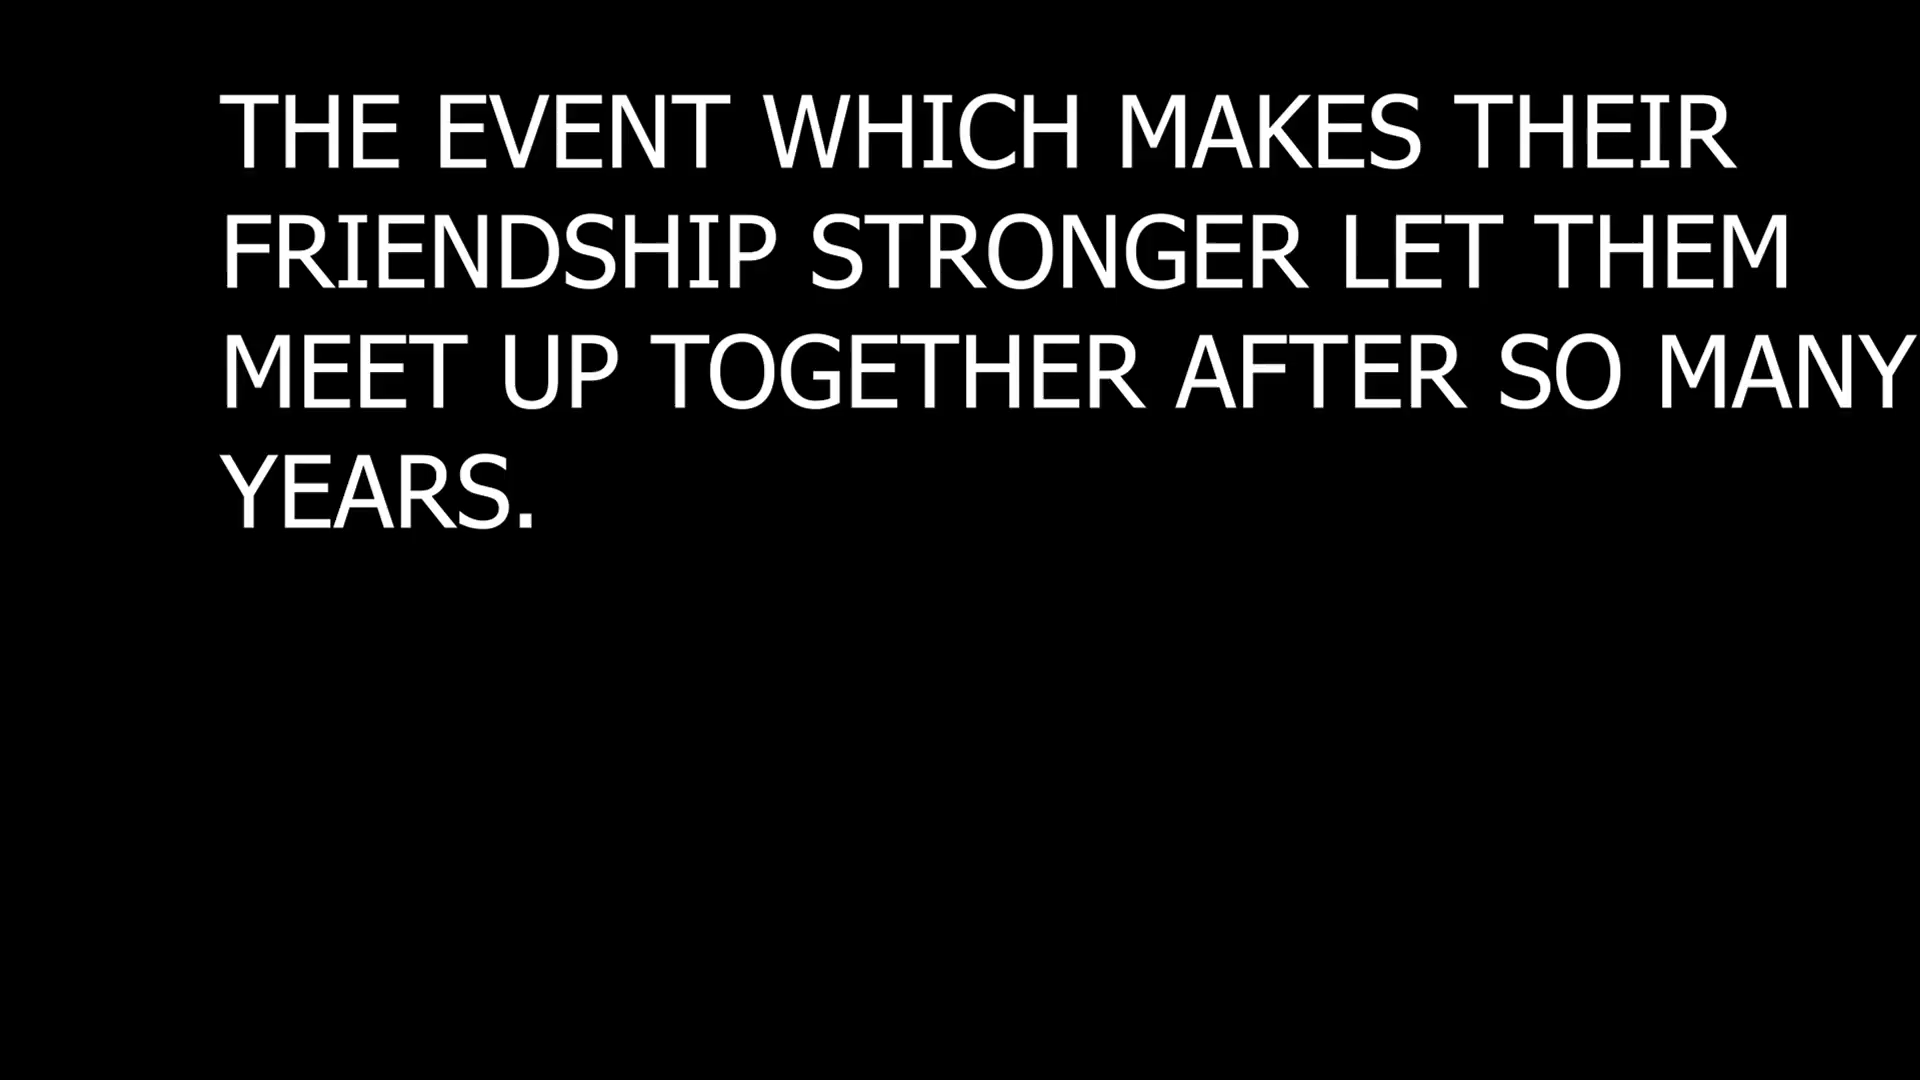 THE EVENT WHICH MAKES THEIR
FRIENDSHIP STRONGER LET THEM
MEET UP TOGETHER AFTER SO MANY
YEARS.